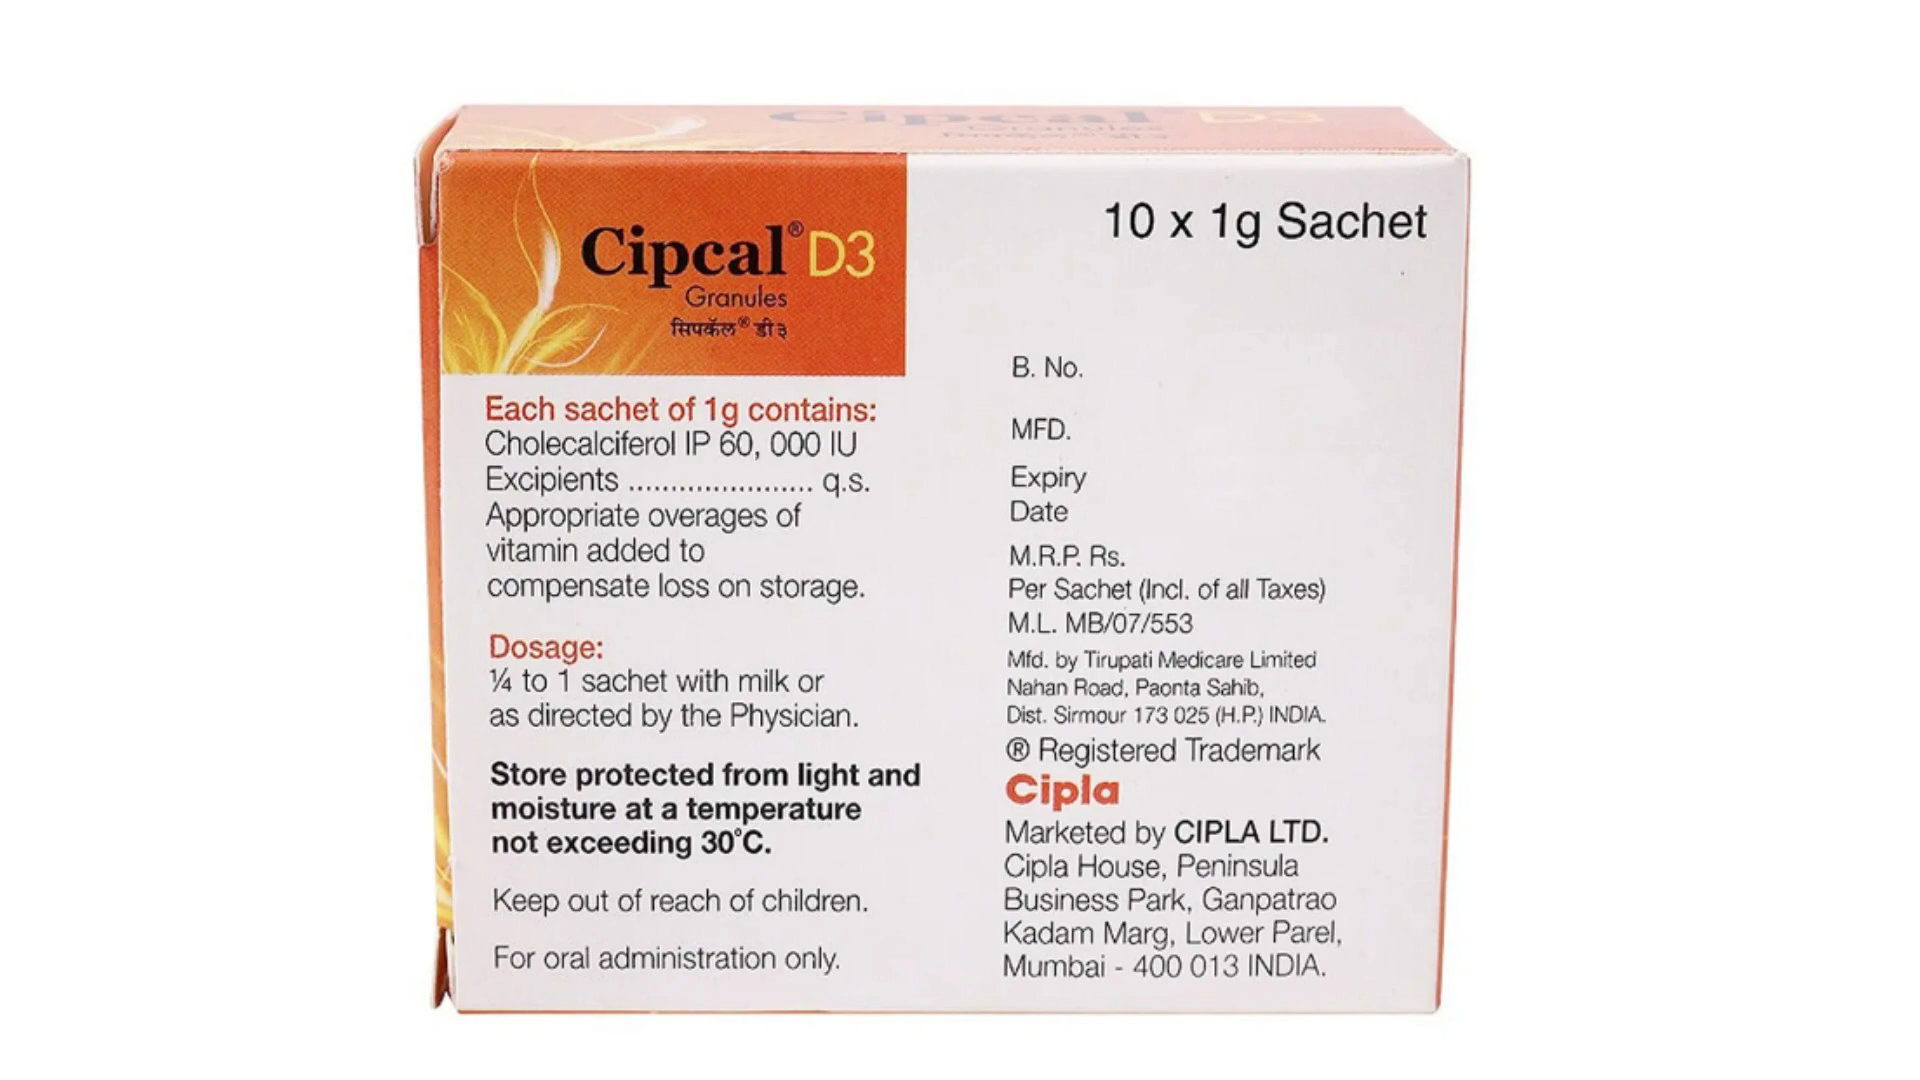 Cipcal D3
Granules
Cipcal® D3
Granules
सिपकॅल® डी ३
Each sachet of 1g contains:
Cholecalciferol IP 60, 000 IU
Excipients ...................... q.s.
Appropriate overages of
vitamin added to
compensate loss on storage.
Dosage:
¼ to 1 sachet with milk or
as directed by the Physician.
Store protected from light and
moisture at a temperature
not exceeding 30°C.
Keep out of reach of children.
For oral administration only.
10 x 1g Sachet
B. No.
MFD.
Expiry
Date
M.R.P. Rs.
Per Sachet (Incl. of all Taxes)
M.L. MB/07/553
Mfd. by Tirupati Medicare Limited
Nahan Road, Paonta Sahib,
Dist. Sirmour 173 025 (H.P.) INDIA.
® Registered Trademark
Cipla
Marketed by CIPLA LTD.
Cipla House, Peninsula
Business Park, Ganpatrao
Kadam Marg, Lower Parel,
Mumbai - 400 013 INDIA.